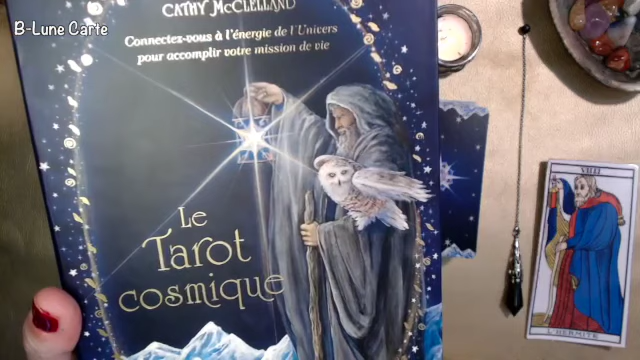 B-Lune Carte
CATHY McCLELLAND
Connectez-vous à l'énergie de l'Univers
pour accomplir votre mission de vie
Le
Tarot
cosmique
VIIII
L'HERMITE